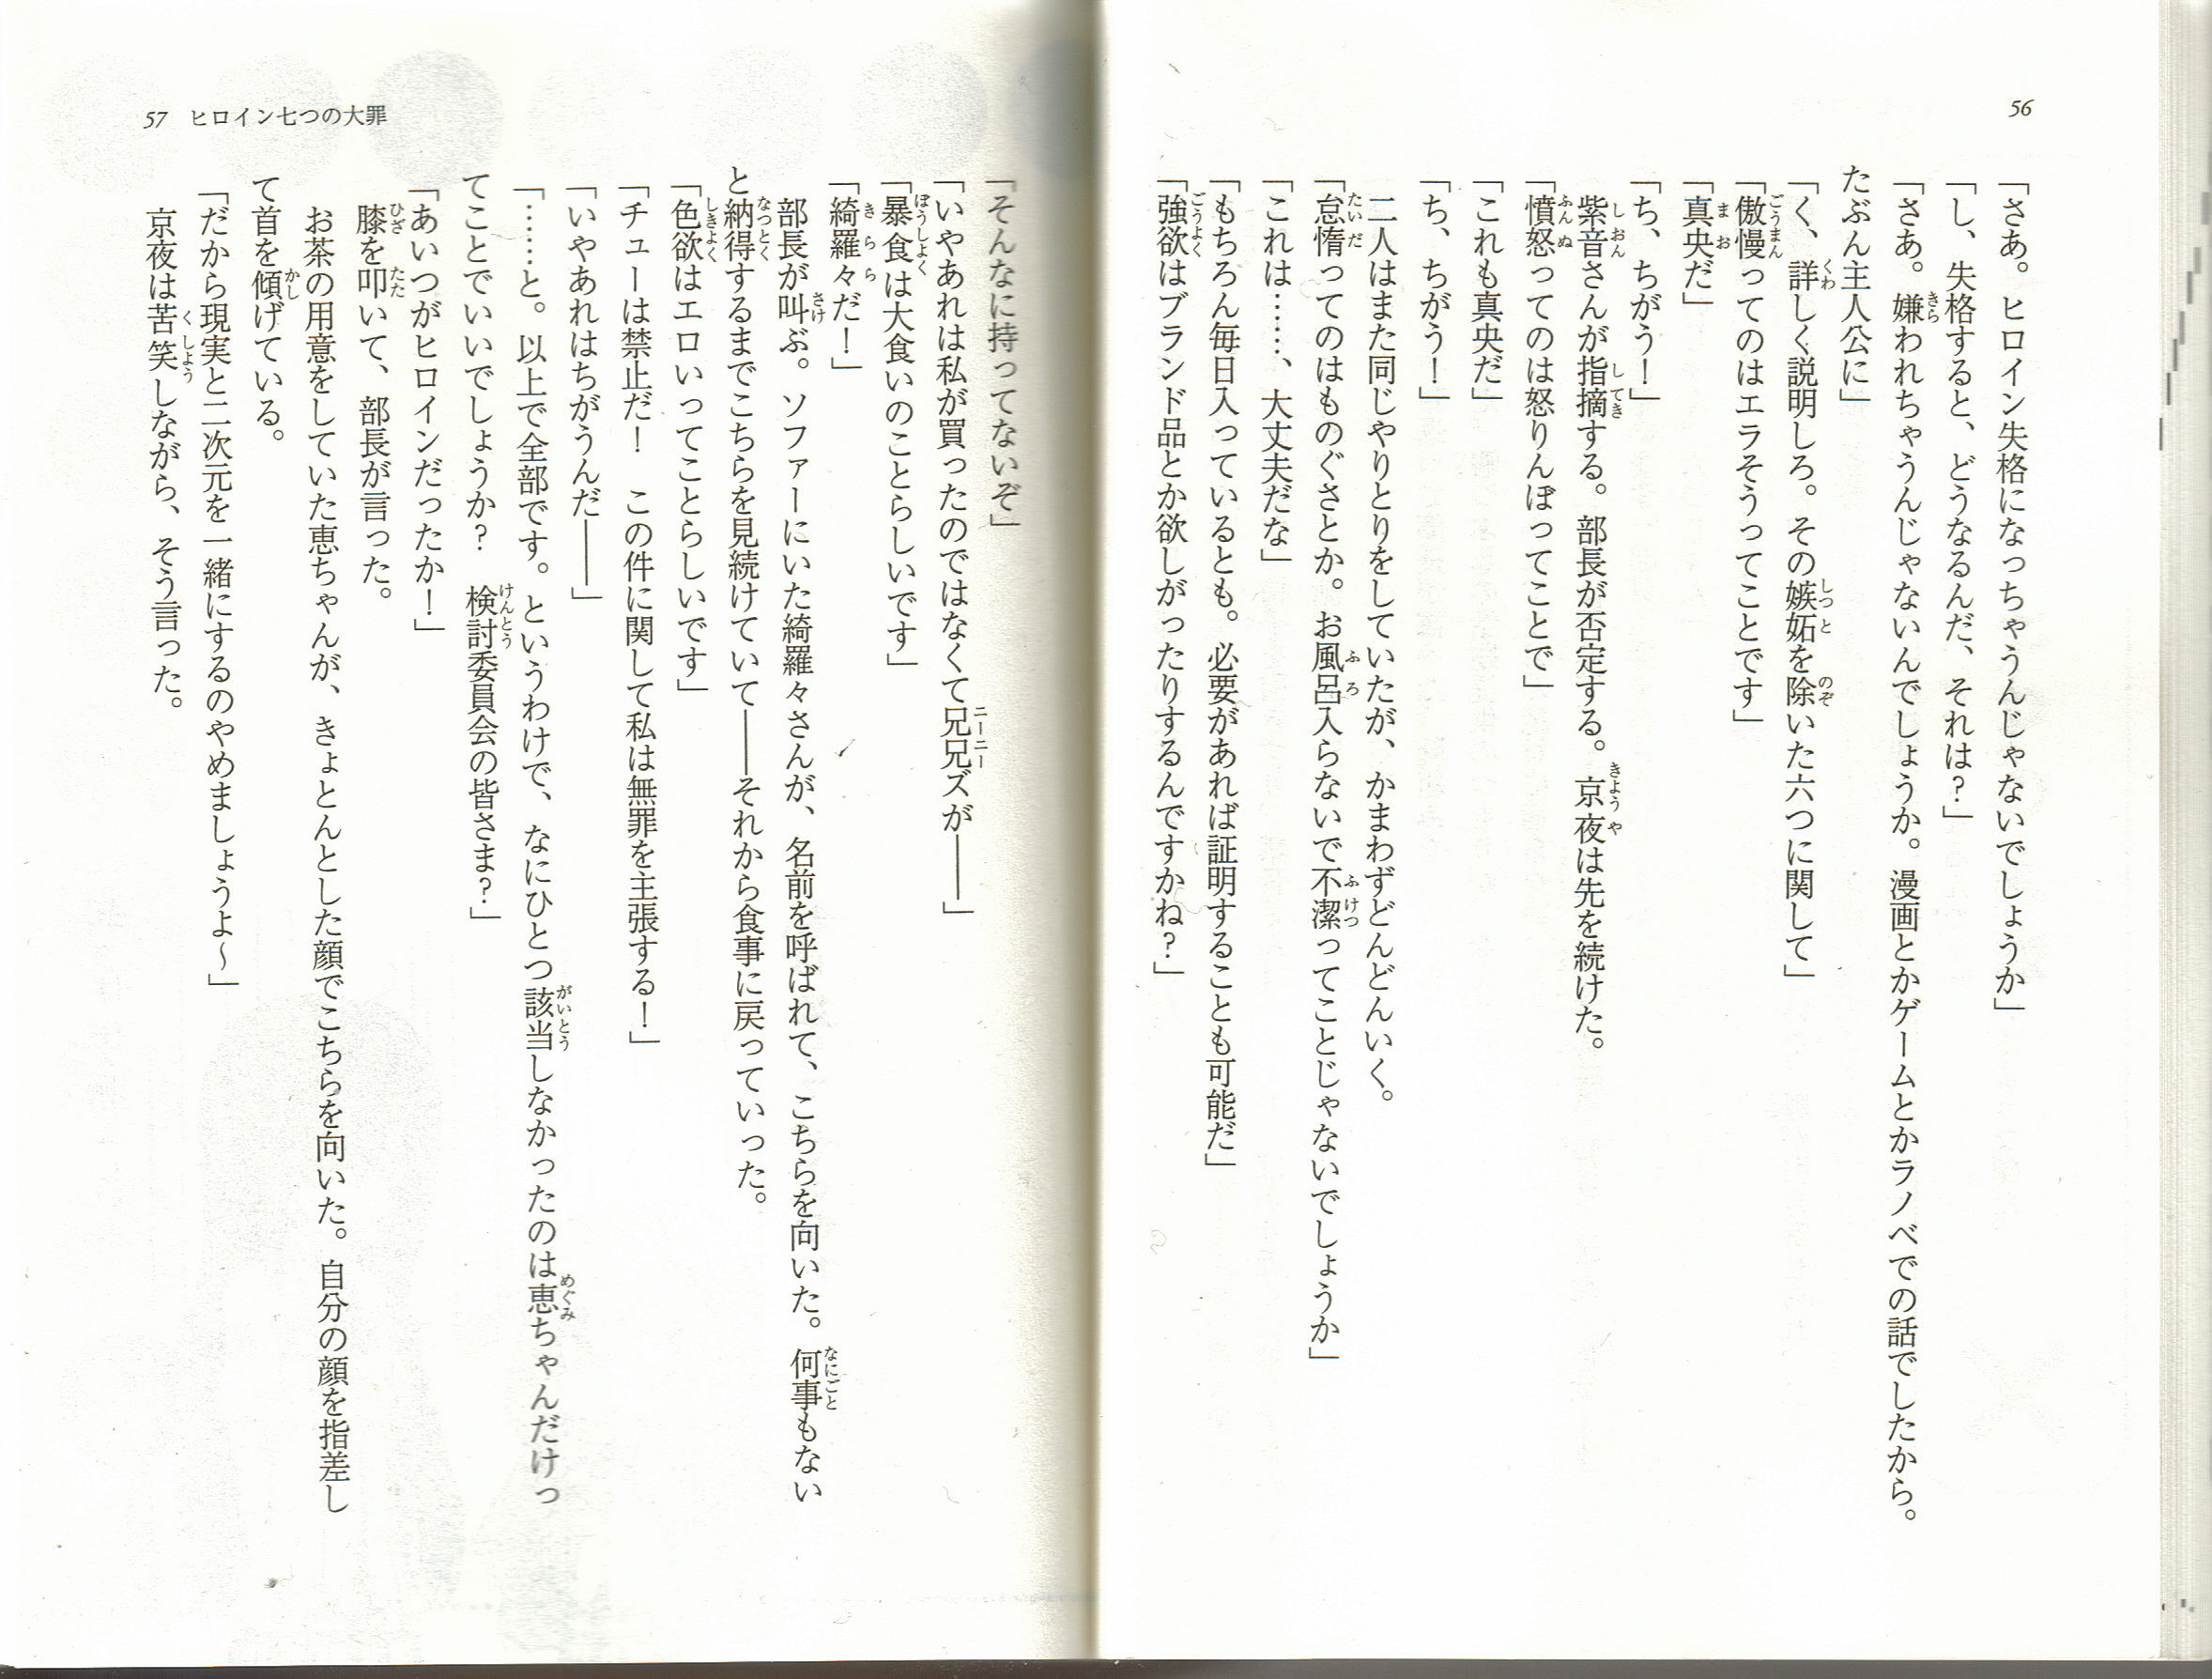 56
「さあ。ヒロイン失格になっちゃうんじゃないでしょうか」
「し、失格すると、どうなるんだ、それは?」
「さあ。嫌われちゃうんじゃないんでしょうか。漫画とかゲームとかラノベでの話でしたから。
たぶん主人公に」
「く、詳しく説明しろ。その嫉妬を除いた六つに関して」
「傲慢ってのはエラそうってことです」
「真央だ」
「ち、ちがう!」
紫音さんが指摘する。部長が否定する。京夜は先を続けた。
「憤怒ってのは怒りんぼってことで」
「これも真央だ」
「ち、ちがう!」
二人はまた同じやりとりをしていたが、かまわずどんどんいく。
「怠惰ってのはものぐさとか。お風呂入らないで不潔ってことじゃないでしょうか」
「これは……、大丈夫だな」
「もちろん毎日入っているとも。必要があれば証明することも可能だ」
「強欲はブランド品とか欲しがったりするんですかね?」
57 ヒロイン七つの大罪
「そんなに持ってないぞ」
「いやあれは私が買ったのではなくて兄兄ズが――」
「暴食は大食いのことらしいです」
「綺羅々だ!」
部長が叫ぶ。ソファーにいた綺羅々さんが、名前を呼ばれて、こちらを向いた。何事もない
と納得するまでこちらを見続けていて――それから食事に戻っていった。
「色欲はエロいってことらしいです」
「チューは禁止だ! この件に関して私は無罪を主張する!」
「いやあれはちがうんだ――」
「……と。以上で全部です。というわけで、なにひとつ該当しなかったのは恵ちゃんだけっ
てことでいいでしょうか? 検討委員会の皆さま?」
「あいつがヒロインだったか!」
膝を叩いて、部長が言った。
お茶の用意をしていた恵ちゃんが、きょとんとした顔でこちらを向いた。自分の顔を指差し
て首を傾げている。
「だから現実と二次元を一緒にするのやめましょうよ~」
京夜は苦笑しながら、そう言った。